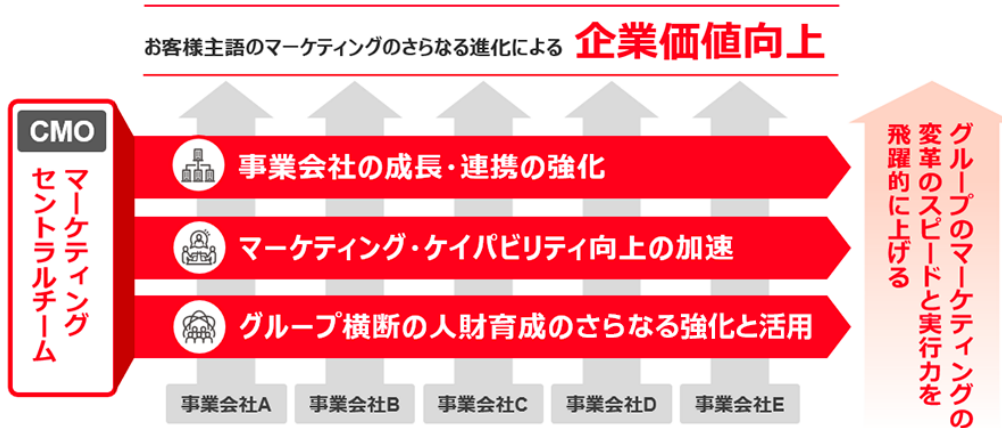 お客様主語のマーケティングのさらなる進化による 企業価値向上
CMO
マーケティング
セントラルチーム
事業会社の成長・連携の強化
マーケティング・ケイパビリティ向上の加速
グループ横断の人財育成のさらなる強化と活用
事業会社A 事業会社B 事業会社C 事業会社D 事業会社E
グループのマーケティングの
変革のスピードと実行力を
飛躍的に上げる